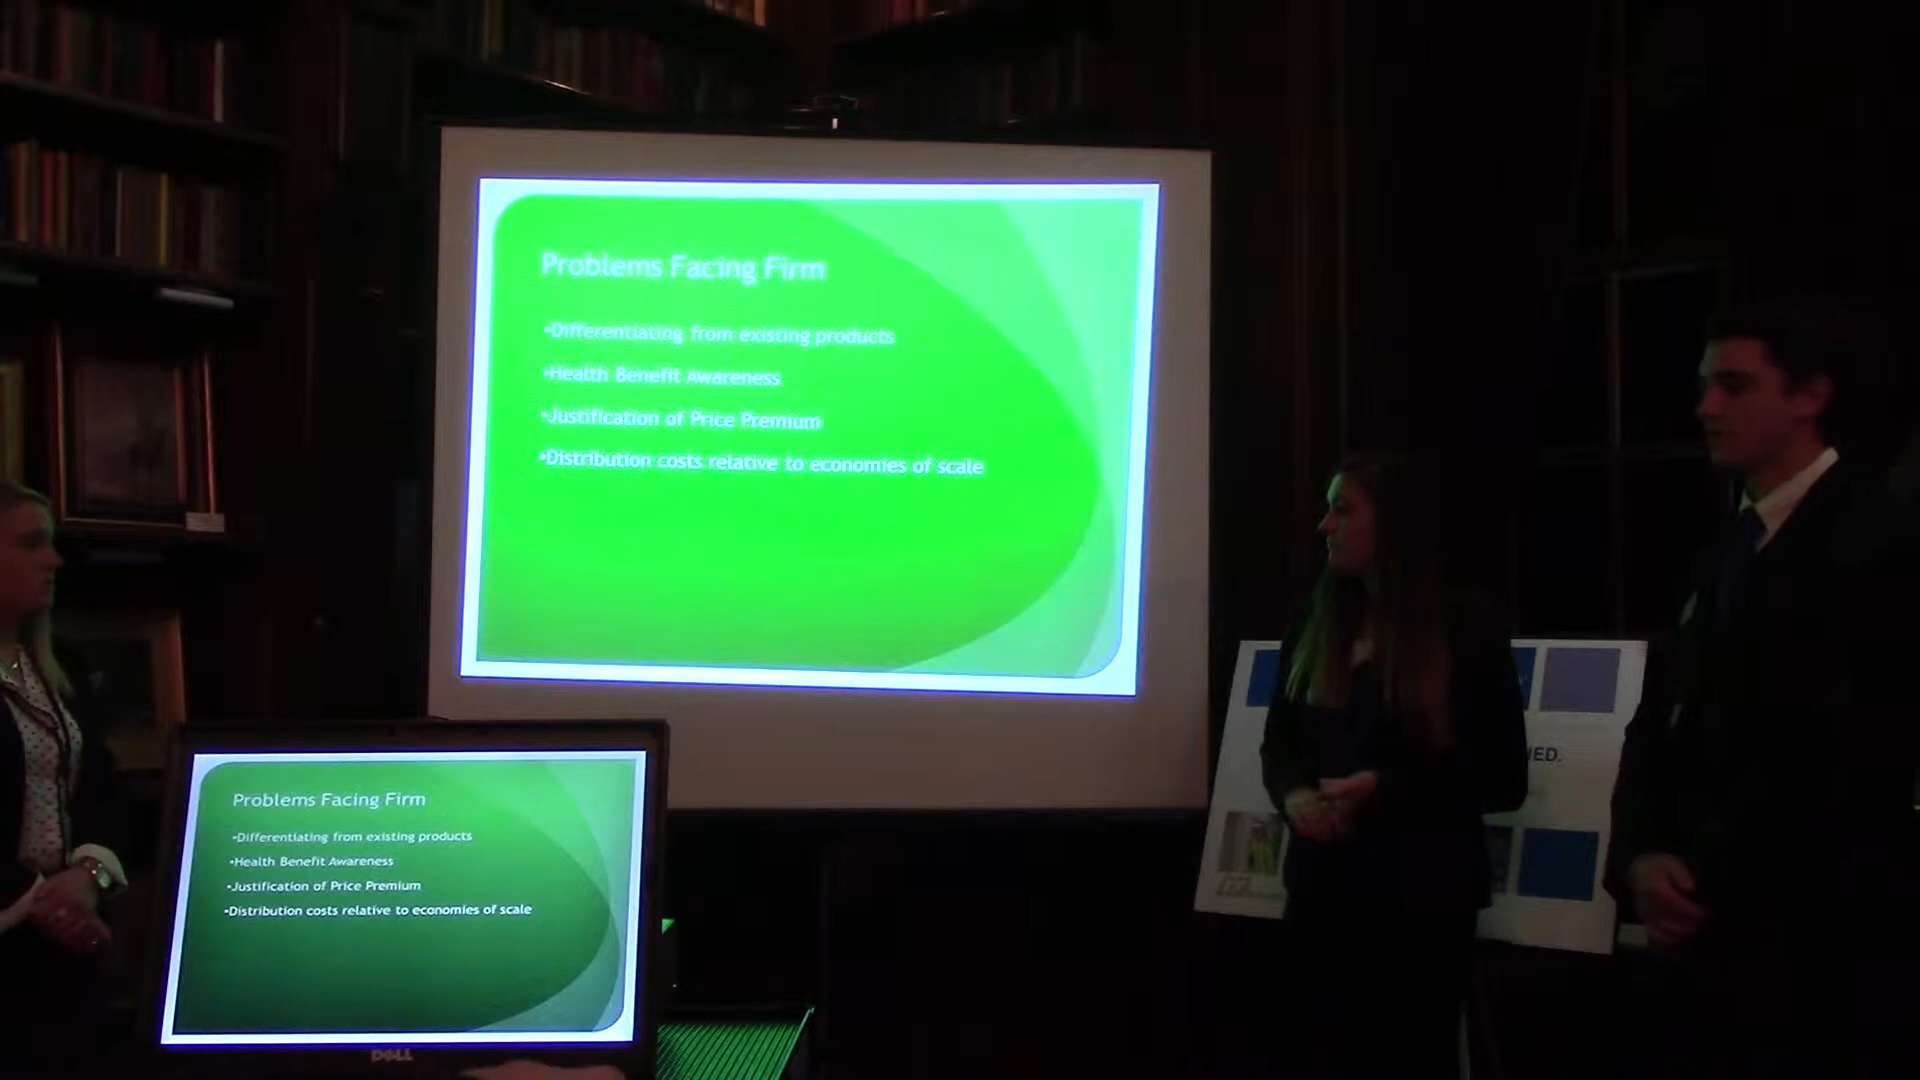 Problems Facing Firm
•Differentiating from existing products
•Health Benefit Awareness
•Justification of Price Premium
•Distribution costs relative to economies of scale
IED.
Problems Facing Firm
•Differentiating from existing products
•Health Benefit Awareness
•Justification of Price Premium
•Distribution costs relative to economies of scale
DELL